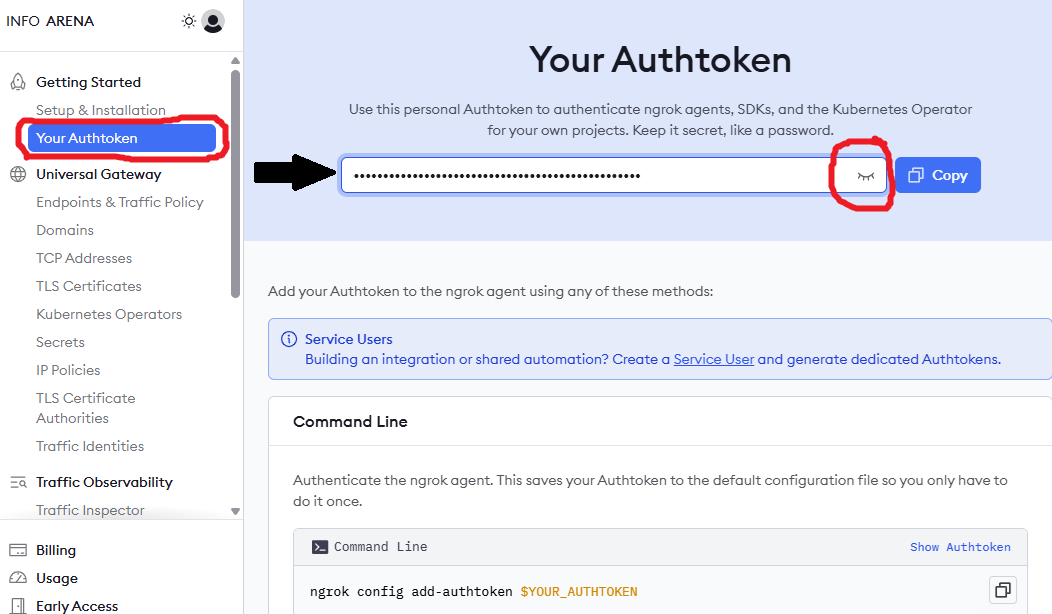 INFO ARENA
Getting Started
Setup & Installation
Your Authtoken
Universal Gateway
Endpoints & Traffic Policy
Domains
TCP Addresses
TLS Certificates
Kubernetes Operators
Secrets
IP Policies
TLS Certificate
Authorities
Traffic Identities
Traffic Observability
Traffic Inspector
Billing
Usage
Early Access
Your Authtoken
Use this personal Authtoken to authenticate ngrok agents, SDKs, and the Kubernetes Operator
for your own projects. Keep it secret, like a password.
Copy
Add your Authtoken to the ngrok agent using any of these methods:
Service Users
Building an integration or shared automation? Create a Service User and generate dedicated Authtokens.
Command Line
Authenticate the ngrok agent. This saves your Authtoken to the default configuration file so you only have to
do it once.
Command Line
Show Authtoken
ngrok config add-authtoken $YOUR_AUTHTOKEN